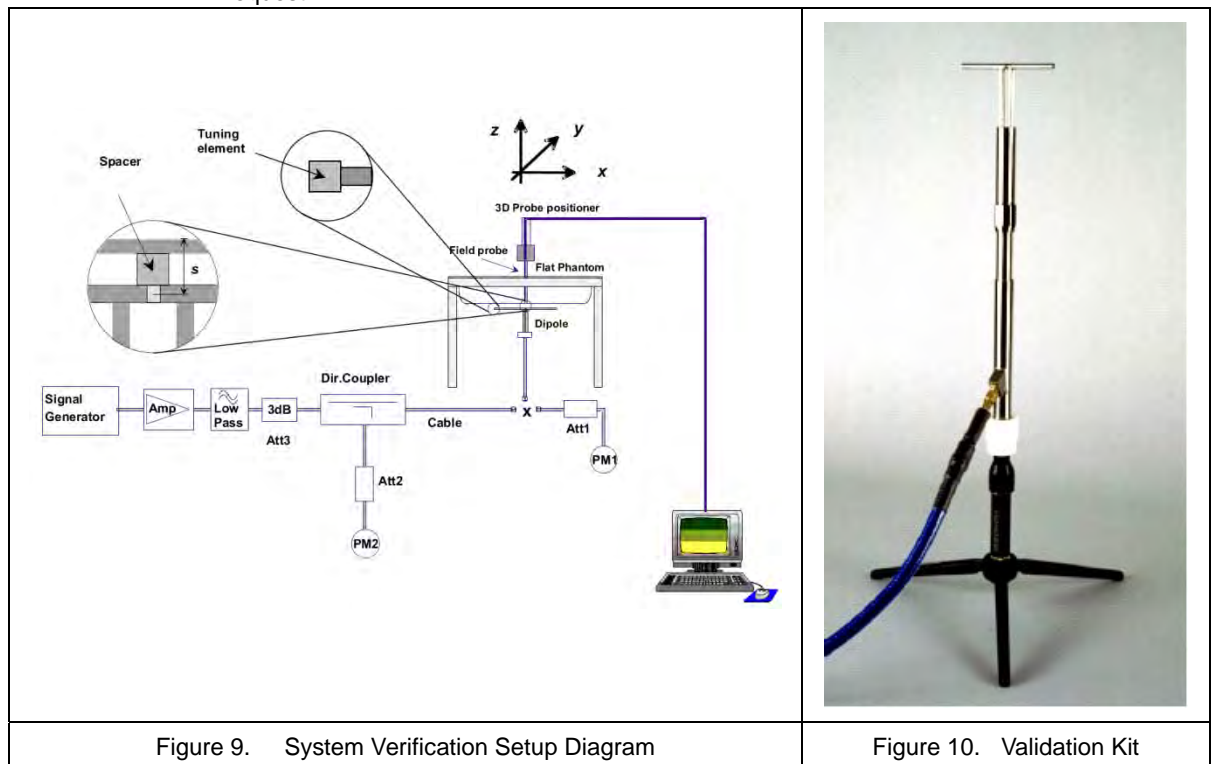 z
y
x
Tuning
element
Spacer
s
3D Probe positioner
Field probe
Flat Phantom
Dipole
Signal
Generator
Amp
Low
Pass
3dB
Att3
Dir.Coupler
Cable
x
Att1
PM1
Att2
PM2
Figure 9. System Verification Setup Diagram
Figure 10. Validation Kit